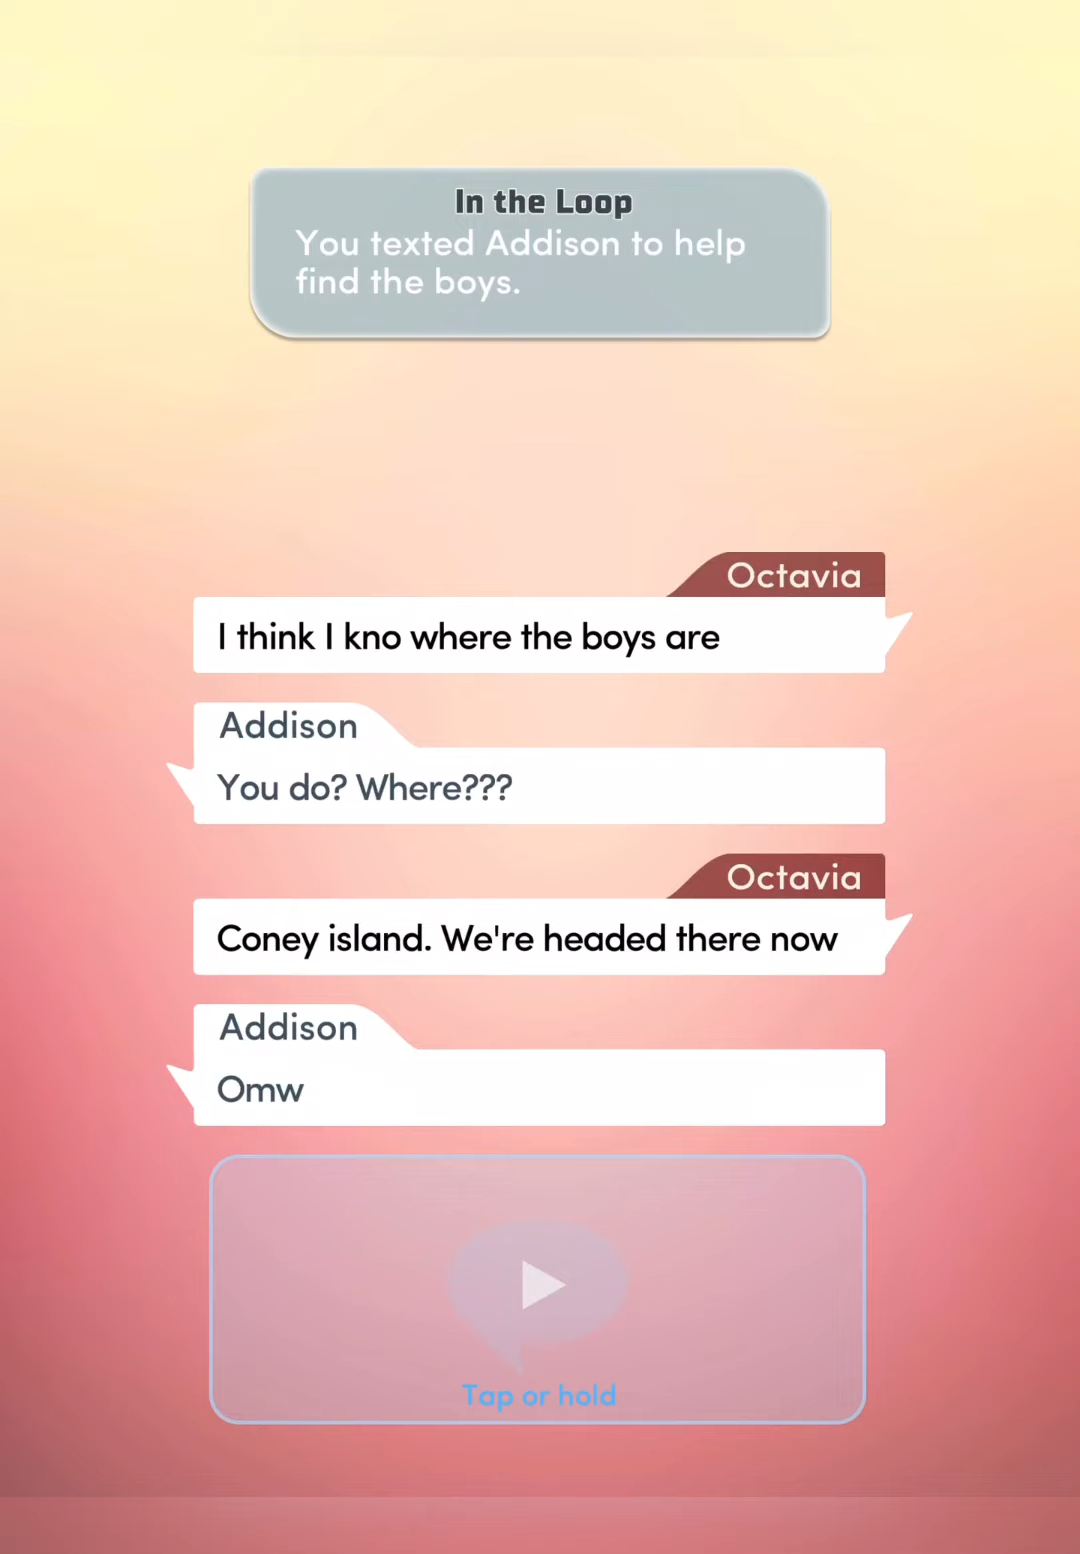 In the Loop
You texted Addison to help
find the boys.
Octavia
I think I kno where the boys are
Addison
You do? Where???
Octavia
Coney island. We're headed there now
Addison
Omw
Tap or hold